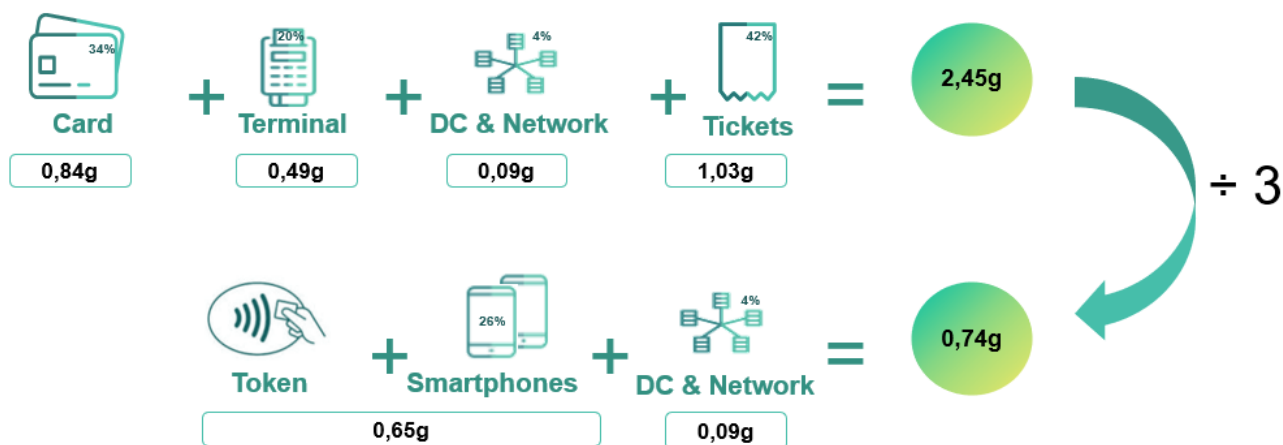 34%
20%
4%
42%
+ + + = 2,45g
Card Terminal DC & Network Tickets
0,84g 0,49g 0,09g 1,03g
÷ 3
26%
4%
+ + = 0,74g
Token Smartphones DC & Network
0,65g 0,09g